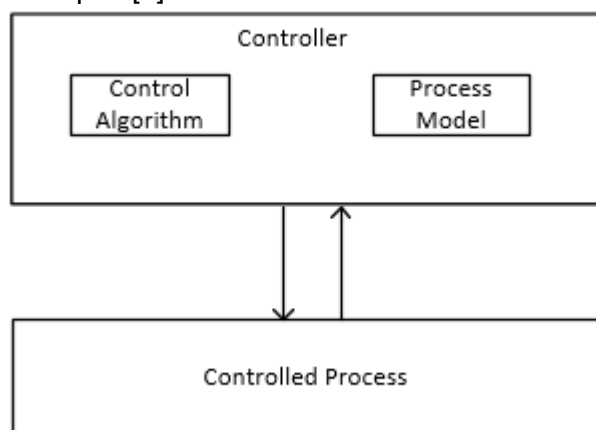 Controller
Control
Algorithm
Process
Model
Controlled Process